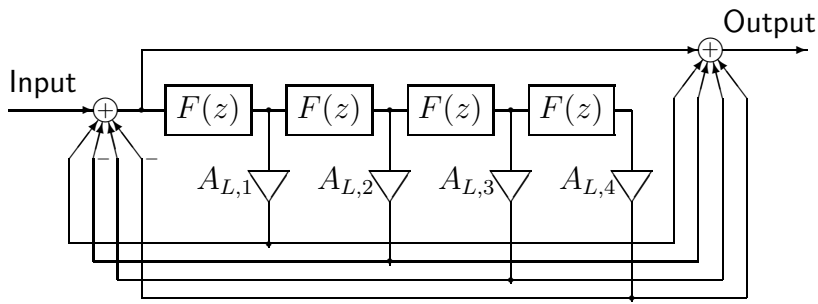 Output
+
Input
+ F(z) F(z) F(z) F(z)
− −
A_{L,1} A_{L,2} A_{L,3} A_{L,4}